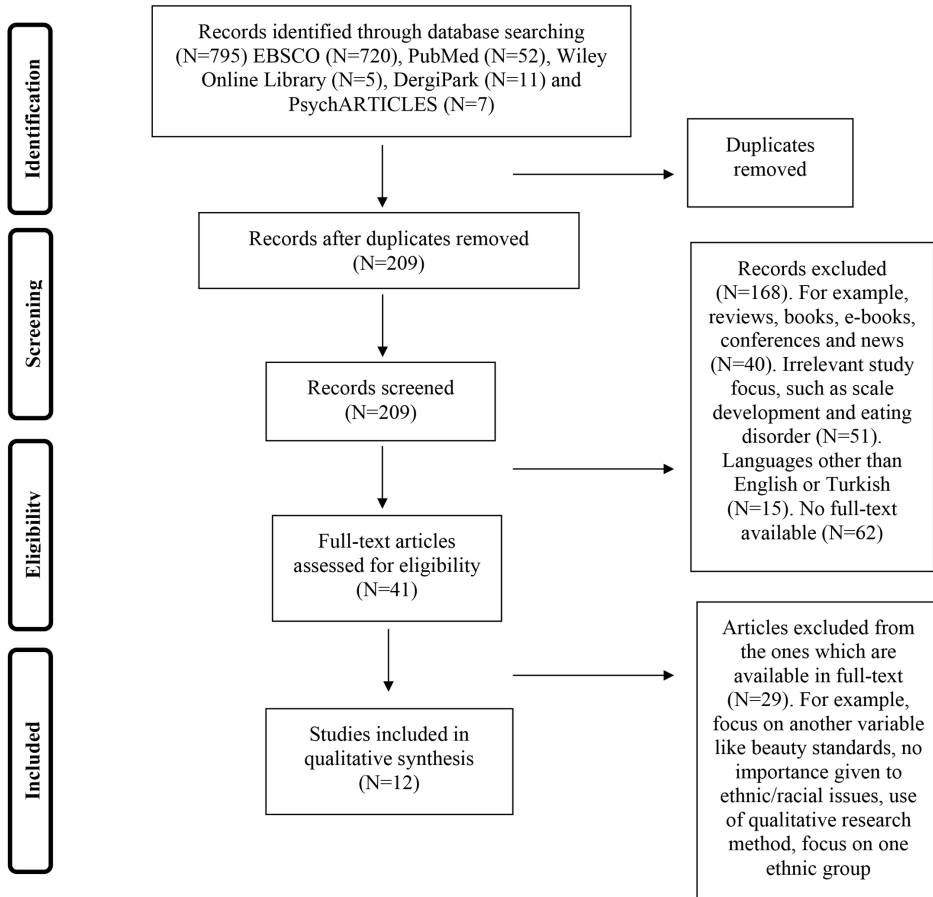 Identification
Records identified through database searching
(N=795) EBSCO (N=720), PubMed (N=52), Wiley
Online Library (N=5), DergiPark (N=11) and
PsychARTICLES (N=7)
Duplicates
removed
Screening
Records after duplicates removed
(N=209)
Records screened
(N=209)
Records excluded
(N=168). For example,
reviews, books, e-books,
conferences and news
(N=40). Irrelevant study
focus, such as scale
development and eating
disorder (N=51).
Languages other than
English or Turkish
(N=15). No full-text
available (N=62)
Eligibility
Full-text articles
assessed for eligibility
(N=41)
Included
Studies included in
qualitative synthesis
(N=12)
Articles excluded from
the ones which are
available in full-text
(N=29). For example,
focus on another variable
like beauty standards, no
importance given to
ethnic/racial issues, use
of qualitative research
method, focus on one
ethnic group